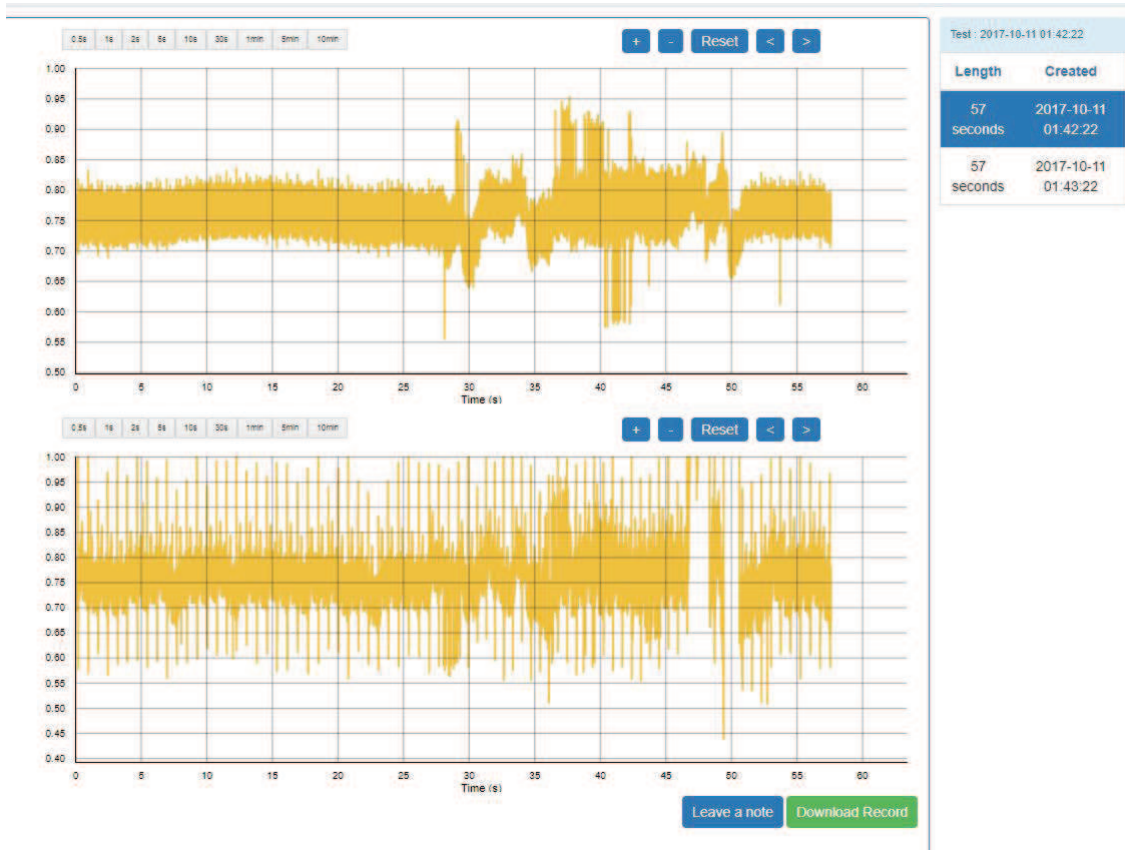 0.5s 1s 2s 5s 10s 30s 1min 5min 10min + - Reset < >
1.00
0.95
0.90
0.85
0.80
0.75
0.70
0.65
0.60
0.55
0.50
0 5 10 15 20 25 30 35 40 45 50 55 60
Time (s)
0.5s 1s 2s 5s 10s 30s 1min 5min 10min + - Reset < >
1.00
0.95
0.90
0.85
0.80
0.75
0.70
0.65
0.60
0.55
0.50
0.45
0.40
0 5 10 15 20 25 30 35 40 45 50 55 60
Time (s)
Leave a note Download Record
Test : 2017-10-11 01:42:22
Length Created
57 2017-10-11
seconds 01:42:22
57 2017-10-11
seconds 01:43:22